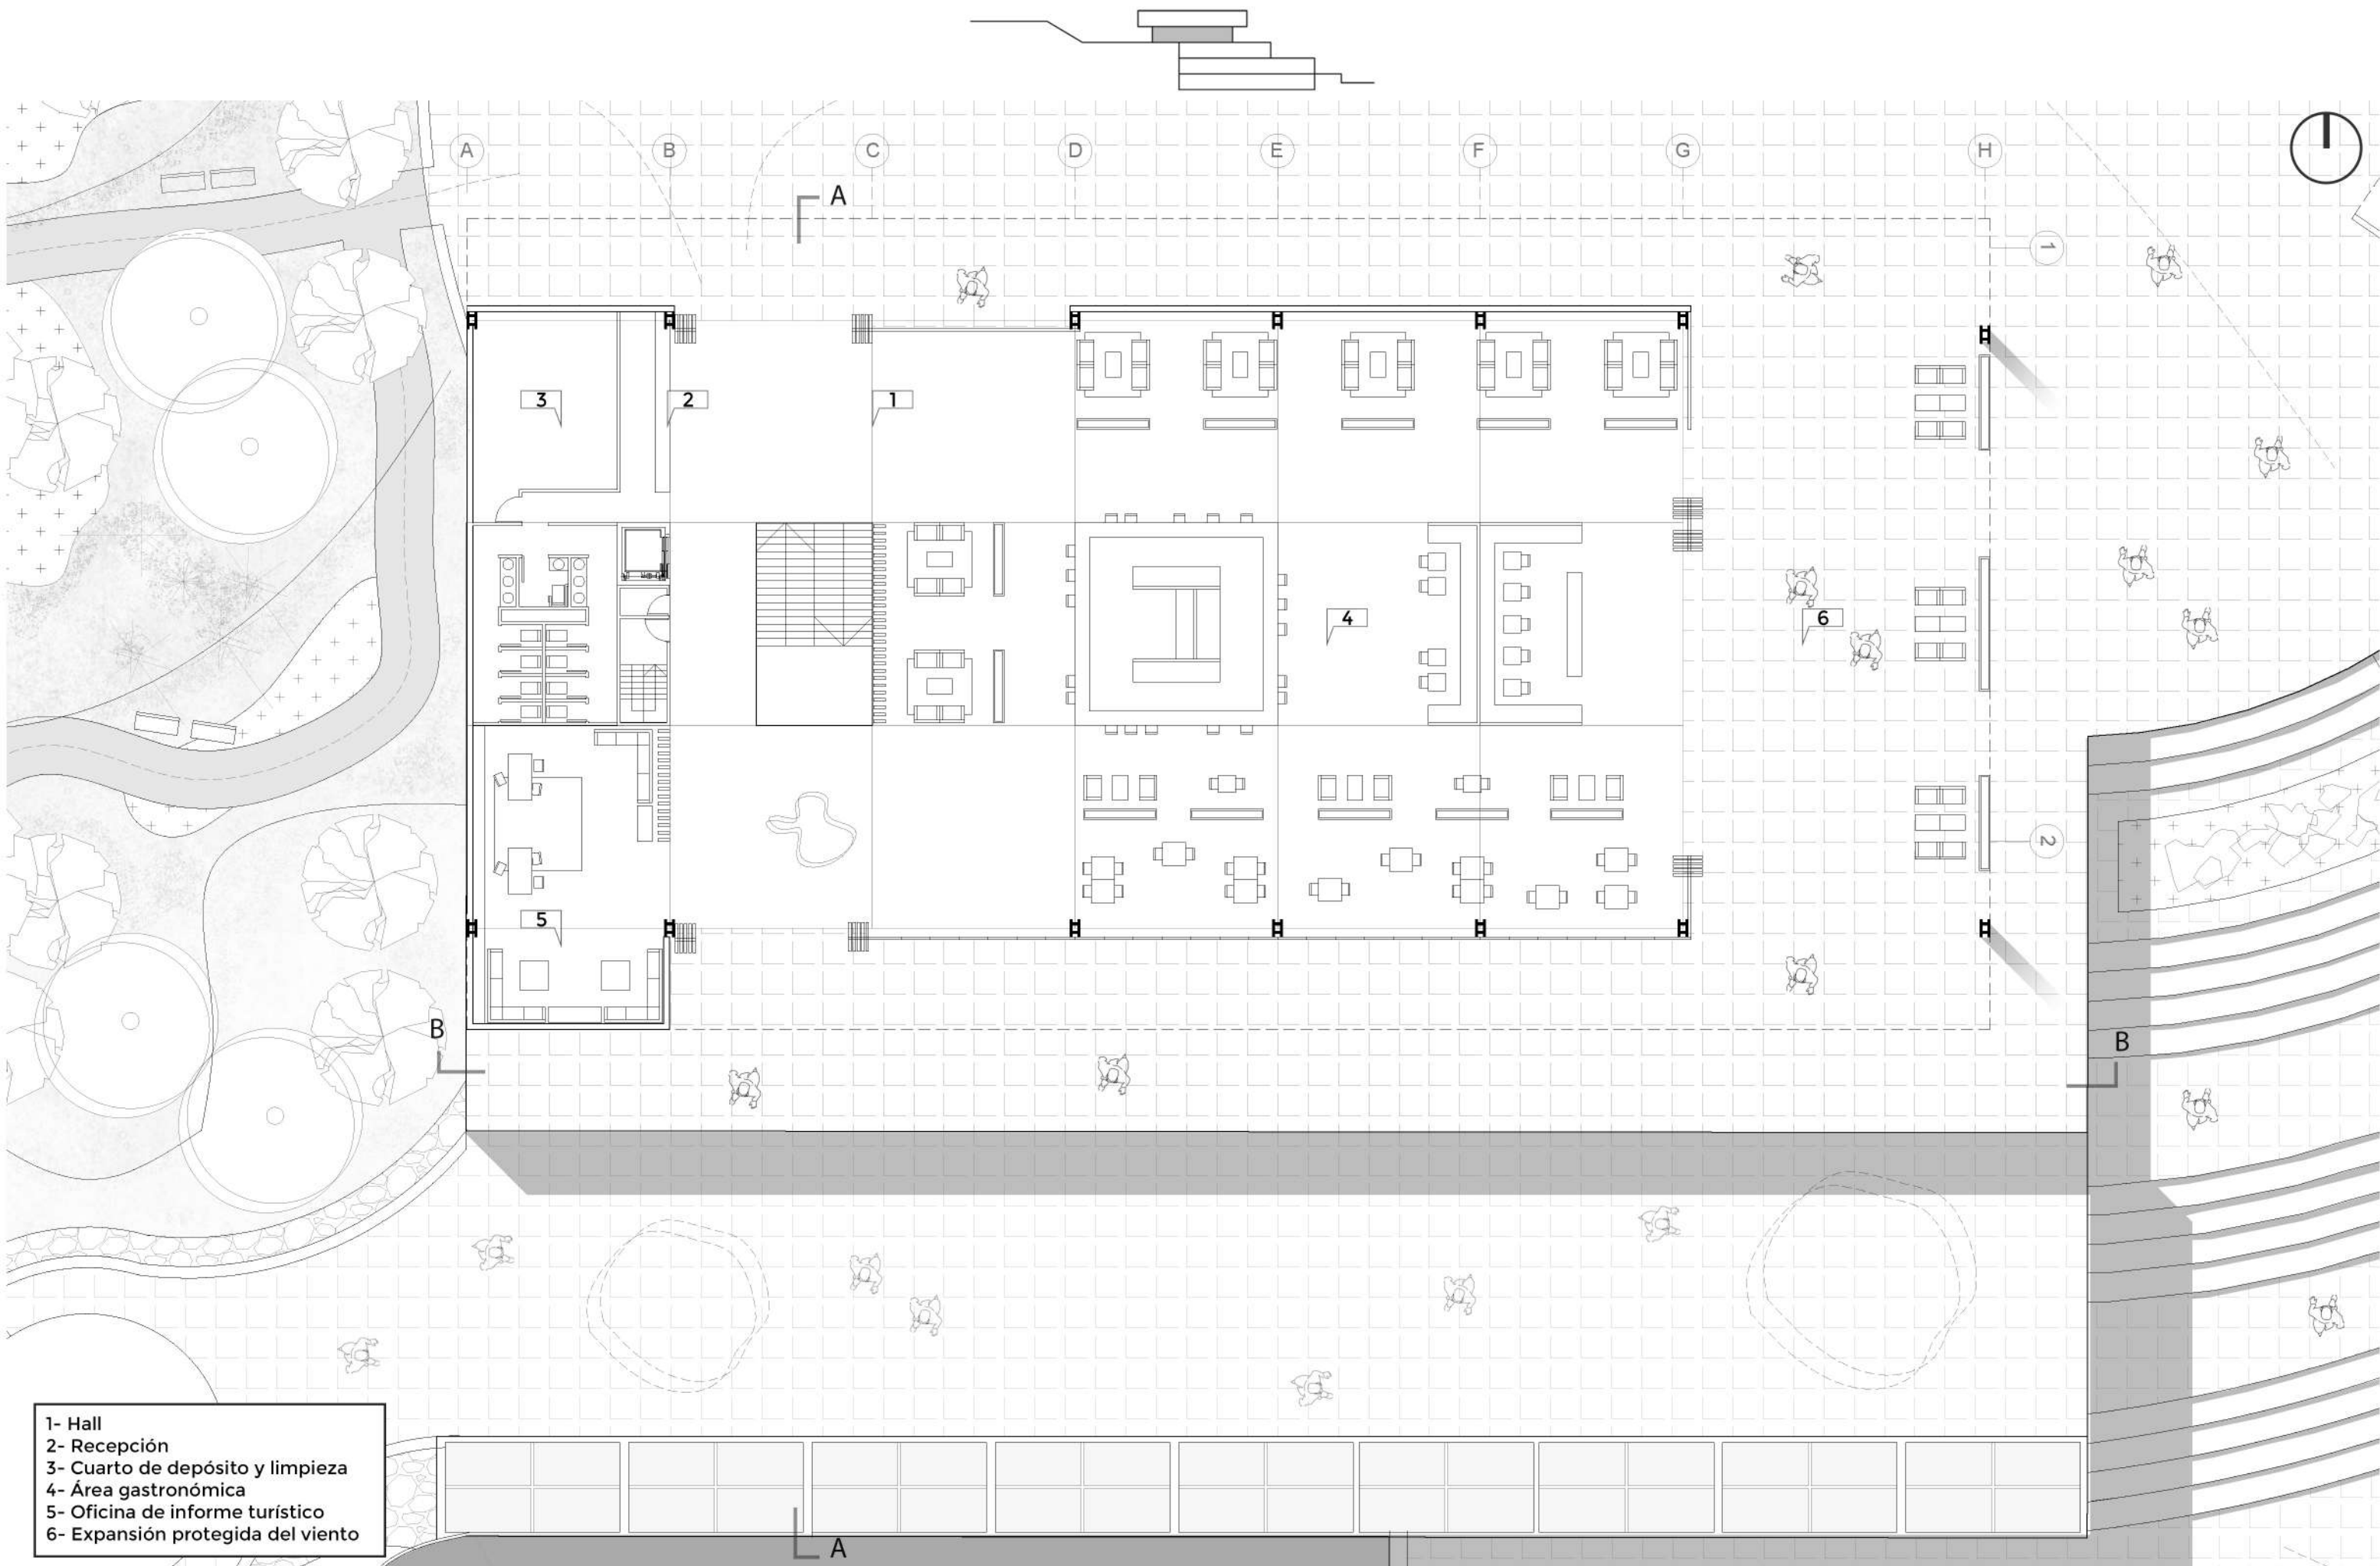 A
B
C
D
E
F
G
H
A
1
3
2
1
4
6
2
5
B
B
1- Hall
2- Recepción
3- Cuarto de depósito y limpieza
4- Área gastronómica
5- Oficina de informe turístico
6- Expansión protegida del viento
A